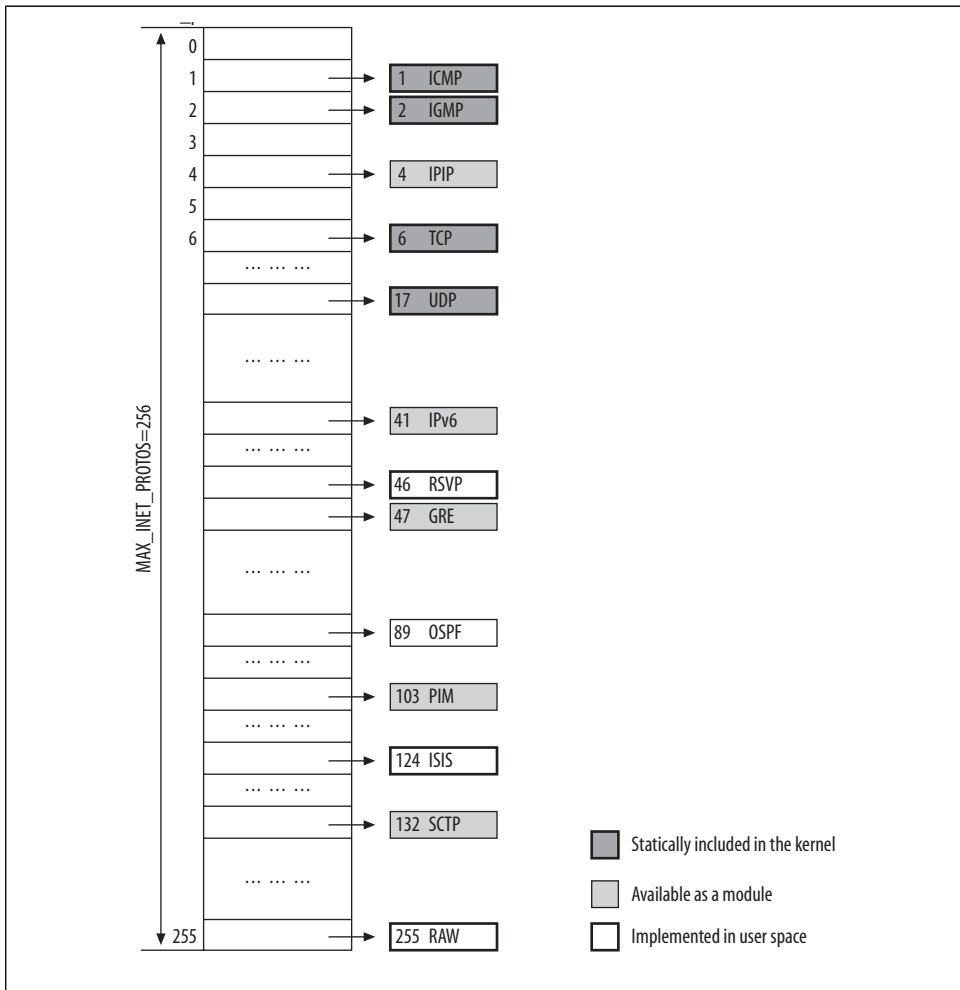 0
1
1 ICMP
2
2 IGMP
3
4
4 IPIP
5
6
6 TCP
... ... ...
17 UDP
... ... ...
MAX_INET_PROTOS=256
41 IPv6
... ... ...
46 RSVP
47 GRE
... ... ...
89 OSPF
... ... ...
103 PIM
... ... ...
124 ISIS
... ... ...
132 SCTP
Statically included in the kernel
... ... ...
Available as a module
255
255 RAW
Implemented in user space